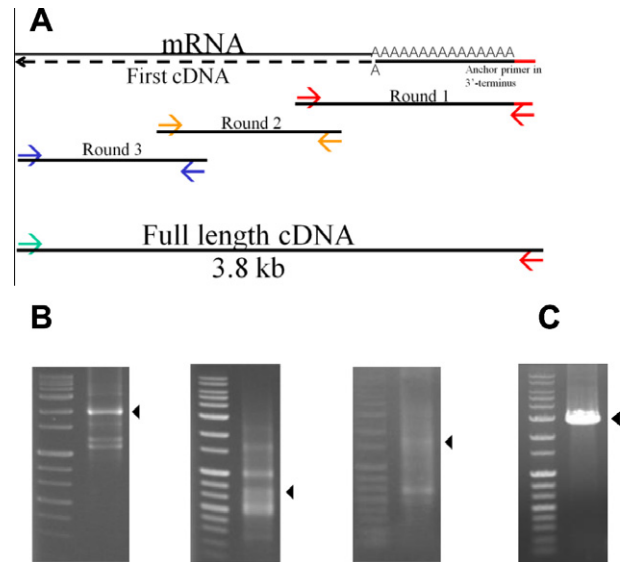 A
mRNA
AAAAAAAAAAAAAAA
A
First cDNA
Anchor primer in
3'-terminus
Round 1
Round 2
Round 3
Full length cDNA
3.8 kb
B
C